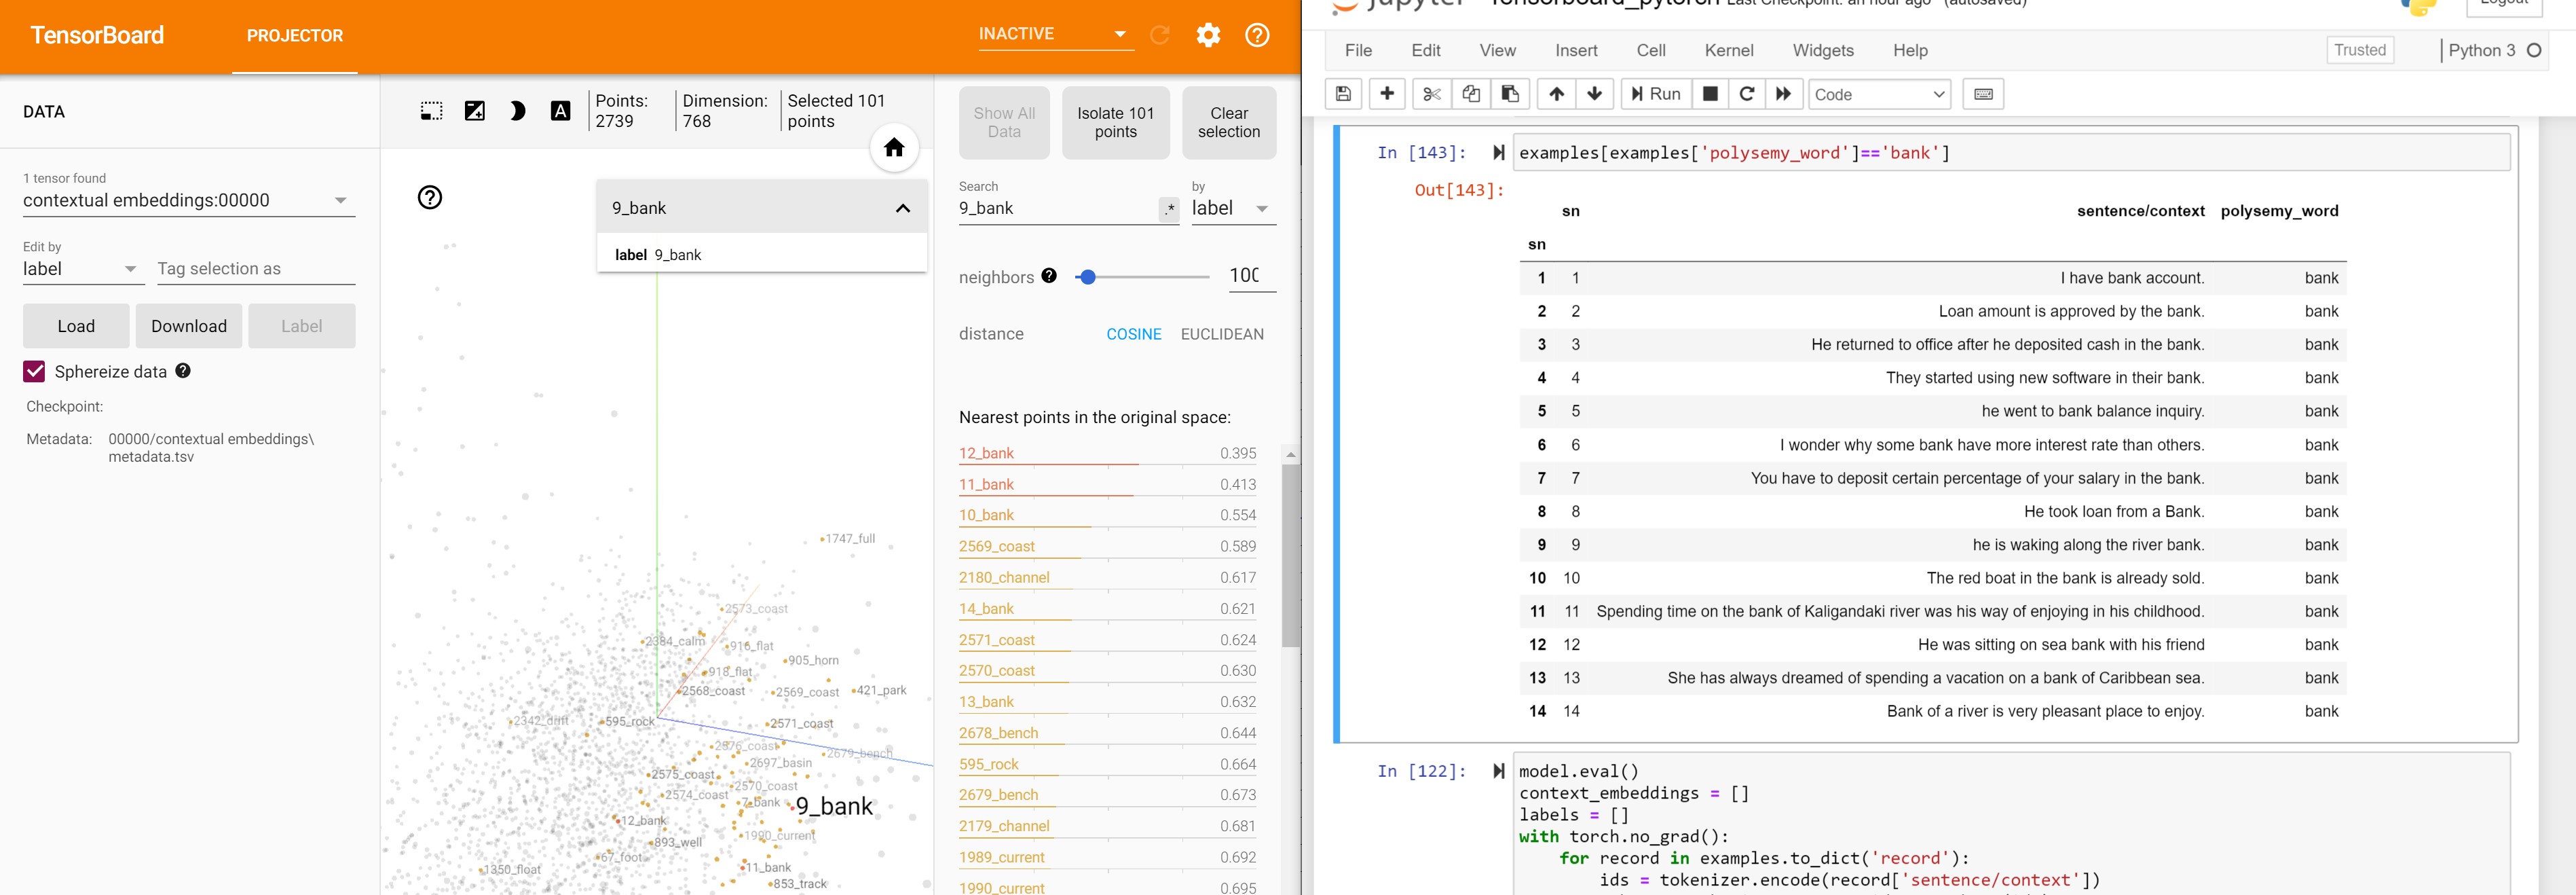 TensorBoard
PROJECTOR
INACTIVE
DATA
1 tensor found
contextual embeddings:00000
Edit by
label
Tag selection as
Load
Download
Label
Sphereize data
Checkpoint:
Metadata: 00000/contextual embeddings\
metadata.tsv
Points:
2739
Dimension:
768
Selected 101
points
9_bank
label 9_bank
1747_full
2573_coast
2384_calm
916_flat
905_horn
918_flat
2568_coast
2569_coast
421_park
2342_drift
595_rock
2571_coast
2576_coast
2679_bench
2697_basin
2575_coast
2570_coast
2574_coast
7_bank
9_bank
12_bank
1990_current
893_well
67_foot
1350_float
11_bank
853_track
Show All
Data
Isolate 101
points
Clear
selection
Search
9_bank
.*
by
label
neighbors
100
distance
COSINE
EUCLIDEAN
Nearest points in the original space:
12_bank 0.395
11_bank 0.413
10_bank 0.554
2569_coast 0.589
2180_channel 0.617
14_bank 0.621
2571_coast 0.624
2570_coast 0.630
13_bank 0.632
2678_bench 0.644
595_rock 0.664
2679_bench 0.673
2179_channel 0.681
1989_current 0.692
1990_current 0.695
jupyter Tensorboard_pytorch Last Checkpoint: an hour ago (autosaved)
Logout
File Edit View Insert Cell Kernel Widgets Help
Trusted
Python 3
Run
Code
In [143]: examples[examples['polysemy_word']=='bank']
Out[143]:
sn sentence/context polysemy_word
sn
1 1 I have bank account. bank
2 2 Loan amount is approved by the bank. bank
3 3 He returned to office after he deposited cash in the bank. bank
4 4 They started using new software in their bank. bank
5 5 he went to bank balance inquiry. bank
6 6 I wonder why some bank have more interest rate than others. bank
7 7 You have to deposit certain percentage of your salary in the bank. bank
8 8 He took loan from a Bank. bank
9 9 he is waking along the river bank. bank
10 10 The red boat in the bank is already sold. bank
11 11 Spending time on the bank of Kaligandaki river was his way of enjoying in his childhood. bank
12 12 He was sitting on sea bank with his friend bank
13 13 She has always dreamed of spending a vacation on a bank of Caribbean sea. bank
14 14 Bank of a river is very pleasant place to enjoy. bank
In [122]: model.eval()
context_embeddings = []
labels = []
with torch.no_grad():
for record in examples.to_dict('record'):
ids = tokenizer.encode(record['sentence/context'])